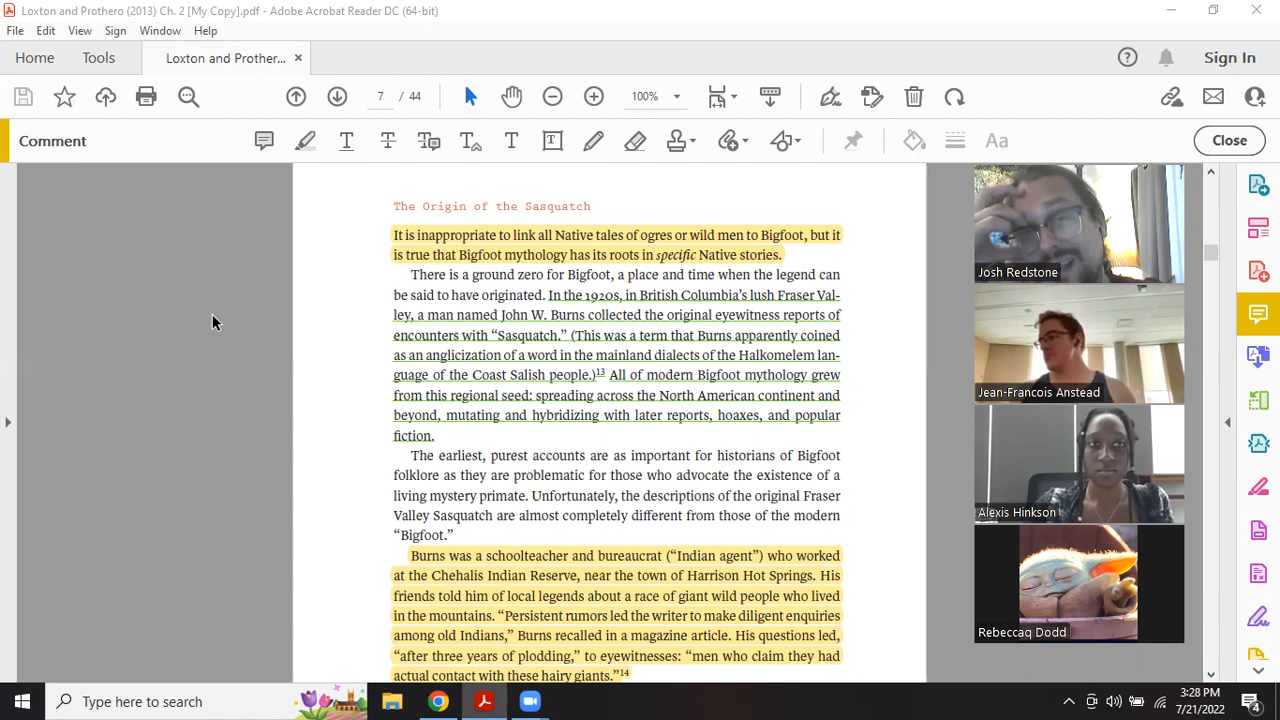 Loxton and Prothero (2013) Ch. 2 [My Copy].pdf - Adobe Acrobat Reader DC (64-bit)
File Edit View Sign Window Help
Home Tools Loxton and Prother... × Sign In
7 / 44 100%
Comment Close
The Origin of the Sasquatch
It is inappropriate to link all Native tales of ogres or wild men to Bigfoot, but it
is true that Bigfoot mythology has its roots in specific Native stories.
There is a ground zero for Bigfoot, a place and time when the legend can
be said to have originated. In the 1920s, in British Columbia’s lush Fraser Val-
ley, a man named John W. Burns collected the original eyewitness reports of
encounters with “Sasquatch.” (This was a term that Burns apparently coined
as an anglicization of a word in the mainland dialects of the Halkomelem lan-
guage of the Coast Salish people.)13 All of modern Bigfoot mythology grew
from this regional seed: spreading across the North American continent and
beyond, mutating and hybridizing with later reports, hoaxes, and popular
fiction.
The earliest, purest accounts are as important for historians of Bigfoot
folklore as they are problematic for those who advocate the existence of a
living mystery primate. Unfortunately, the descriptions of the original Fraser
Valley Sasquatch are almost completely different from those of the modern
“Bigfoot.”
Burns was a schoolteacher and bureaucrat (“Indian agent”) who worked
at the Chehalis Indian Reserve, near the town of Harrison Hot Springs. His
friends told him of local legends about a race of giant wild people who lived
in the mountains. “Persistent rumors led the writer to make diligent enquiries
among old Indians,” Burns recalled in a magazine article. His questions led,
“after three years of plodding,” to eyewitnesses: “men who claim they had
actual contact with these hairy giants.”14
Josh Redstone
Jean-Francois Anstead
Alexis Hinkson
Rebeccaq Dodd
Type here to search
3:28 PM
7/21/2022
4